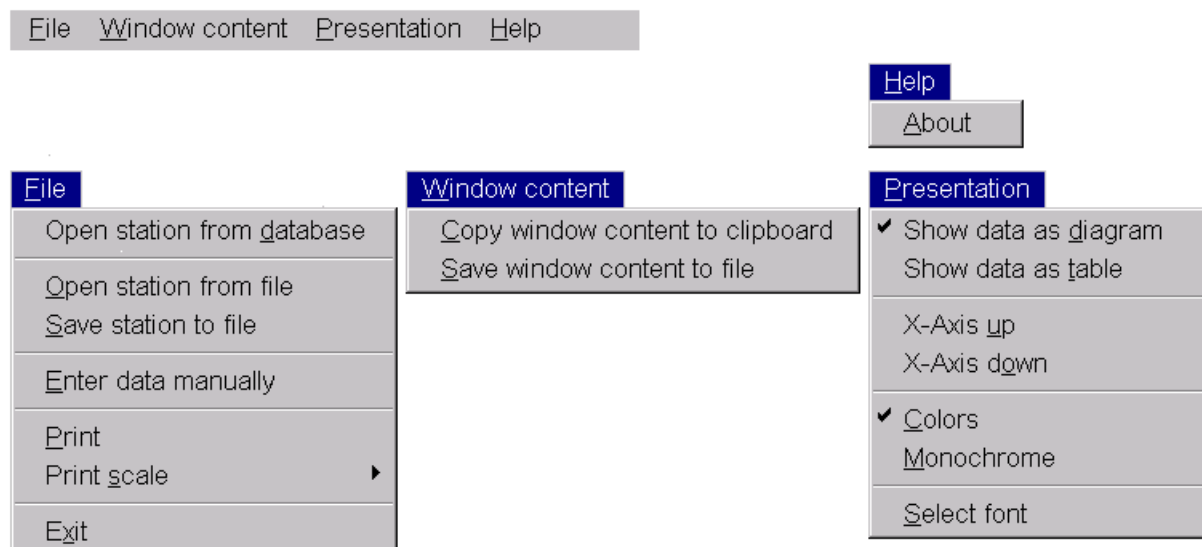 File Window content Presentation Help
Help
About
File
Open station from database
Open station from file
Save station to file
Enter data manually
Print
Print scale
Exit
Window content
Copy window content to clipboard
Save window content to file
Presentation
Show data as diagram
Show data as table
X-Axis up
X-Axis down
Colors
Monochrome
Select font